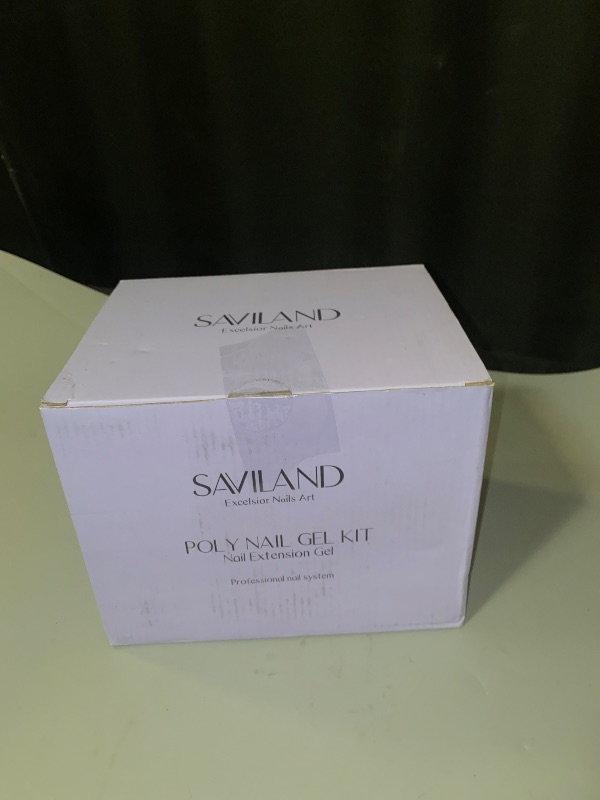 SAVILAND
Excelsior Nails Art
SAVILAND
Excelsior Nails Art
POLY NAIL GEL KIT
Nail Extension Gel
Professional nail system